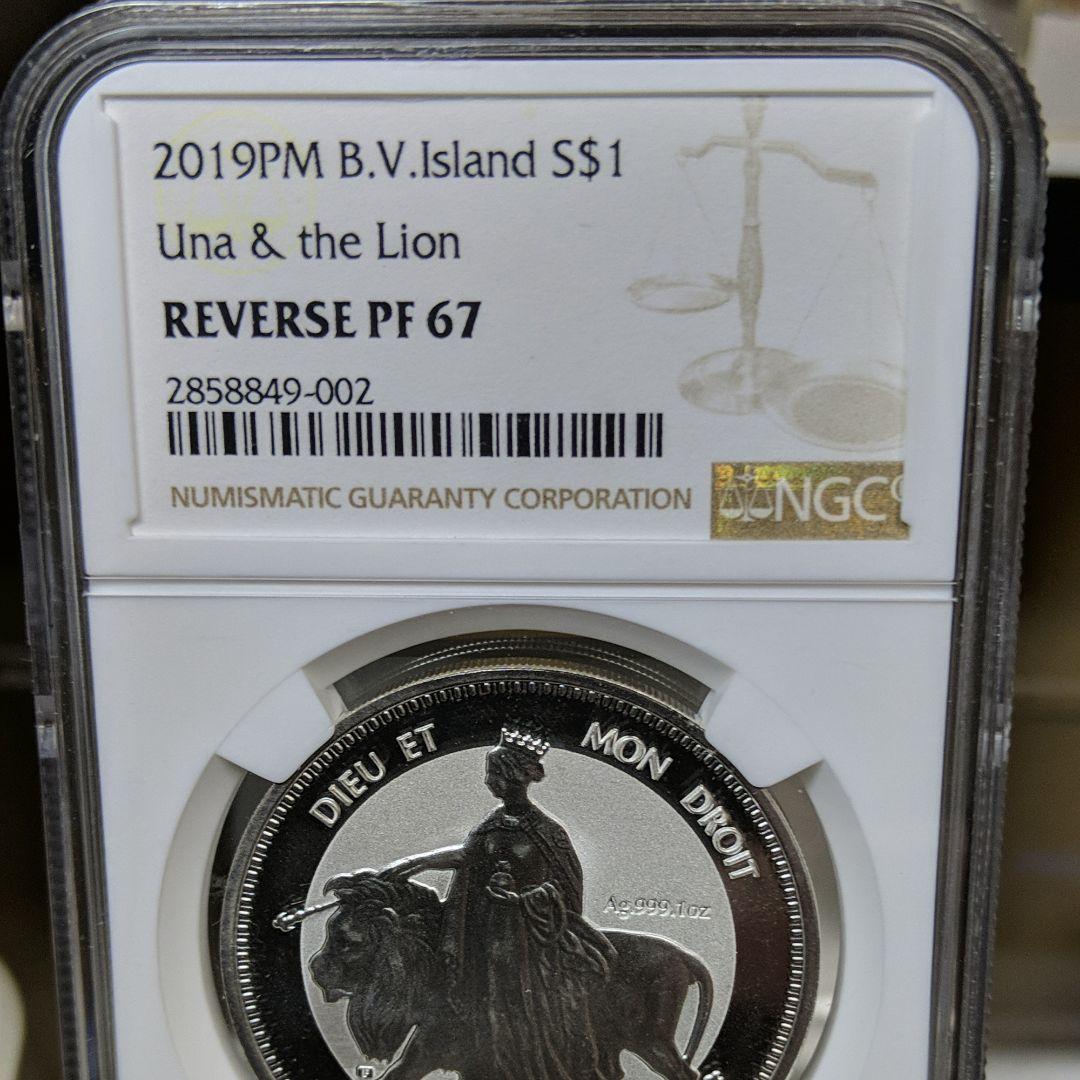 2019PM B.V.Island S$1
Una & the Lion
REVERSE PF 67
2858849-002
NUMISMATIC GUARANTY CORPORATION
NGC
DIEU ET MON DROIT
Ag.999.1oz